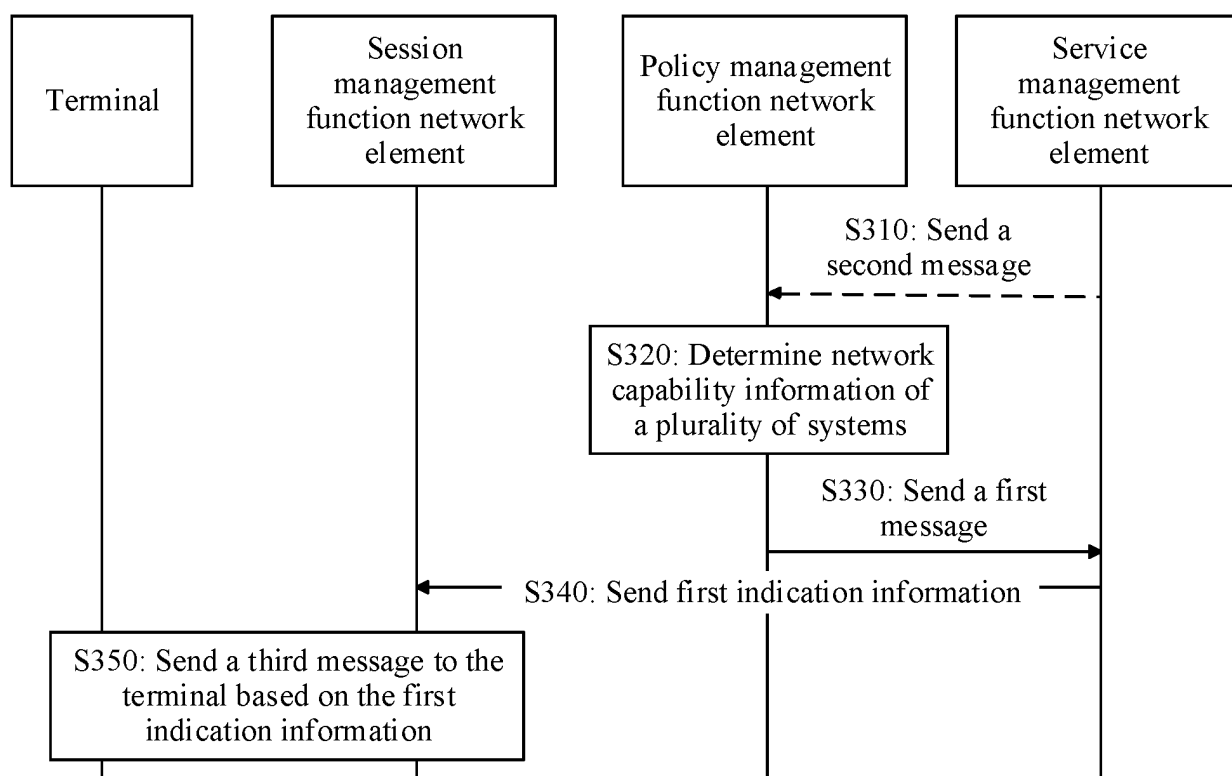 Terminal
Session
management
function network
element
Policy management
function network
element
Service
management
function network
element
S310: Send a
second message
S320: Determine network
capability information of
a plurality of systems
S330: Send a first
message
S340: Send first indication information
S350: Send a third message to the
terminal based on the first
indication information